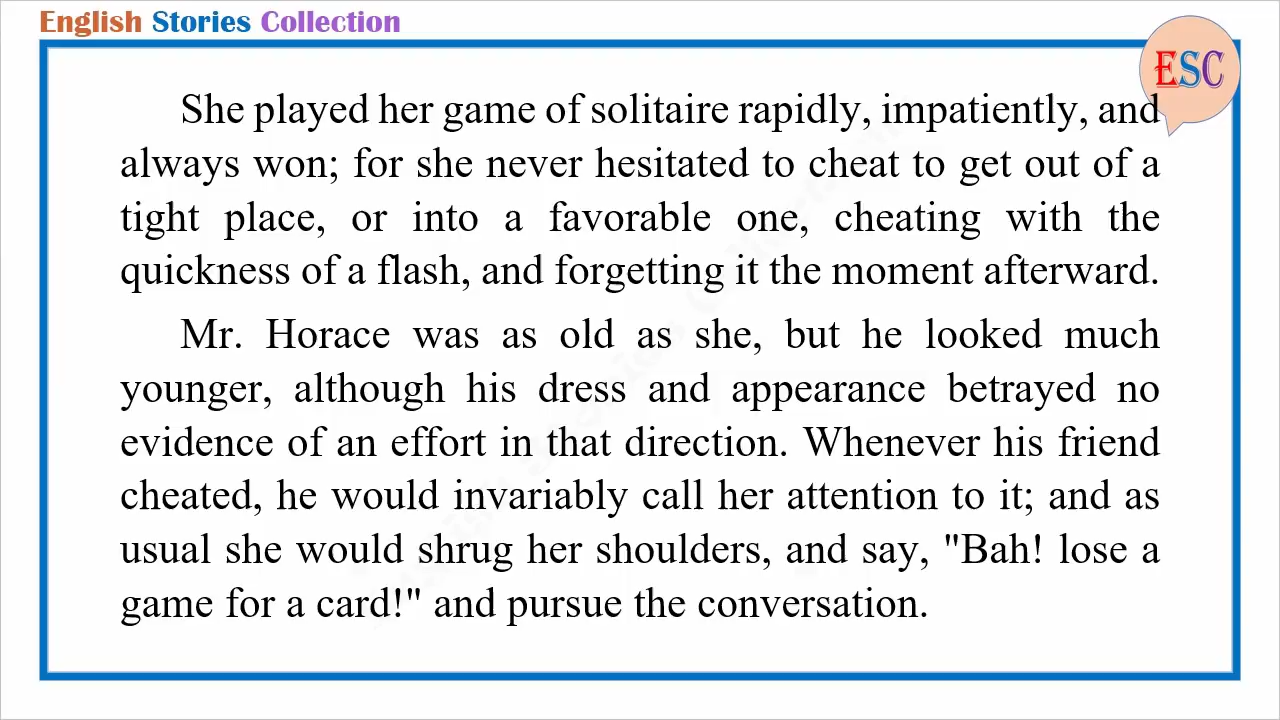 English Stories Collection
ESC
She played her game of solitaire rapidly, impatiently, and
always won; for she never hesitated to cheat to get out of a
tight place, or into a favorable one, cheating with the
quickness of a flash, and forgetting it the moment afterward.
Mr. Horace was as old as she, but he looked much
younger, although his dress and appearance betrayed no
evidence of an effort in that direction. Whenever his friend
cheated, he would invariably call her attention to it; and as
usual she would shrug her shoulders, and say, "Bah! lose a
game for a card!" and pursue the conversation.